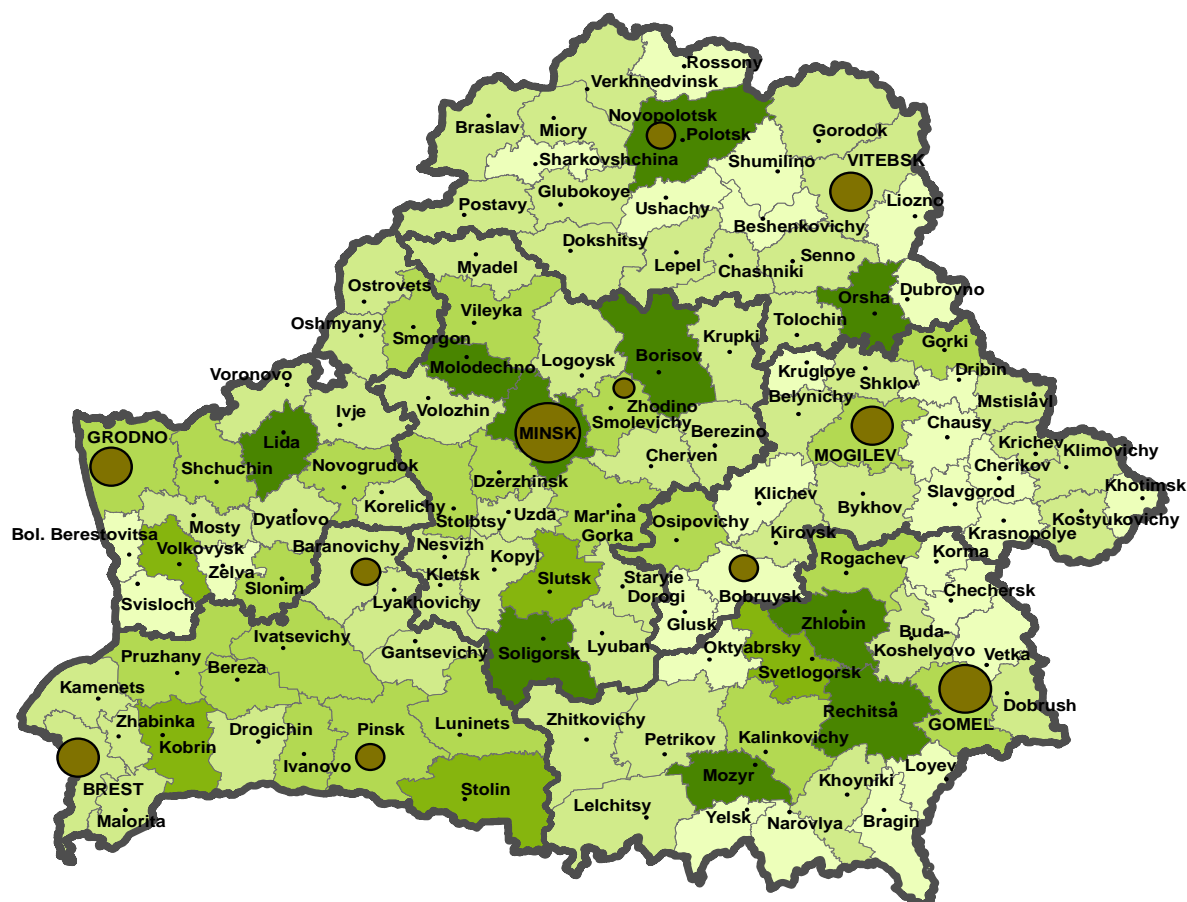 Rossony
Verkhnedvinsk
Novopolotsk
Braslav
Miory
Polotsk
Gorodok
Sharkovshchina
Shumilino
VITEBSK
Glubokoye
Postavy
Ushachy
Liozno
Beshenkovichy
Dokshitsy
Senno
Myadel
Lepel
Chashniki
Ostrovets
Orsha
Dubrovno
Oshmyany
Vileyka
Tolochin
Smorgon
Krupki
Gorki
Logoysk
Borisov
Molodechno
Krugloye
Dribin
Voronovo
Shklov
Belynichy
Mstislavl
Ivje
Volozhin
Zhodino
Smolevichy
Chausy
GRODNO
Lida
MINSK
Berezino
Krichev
Klimovichy
Shchuchin
Novogrudok
Cherven
MOGILEV
Cherikov
Dzerzhinsk
Khotimsk
Korelichy
Klichev
Slavgorod
Mosty
Dyatlovo
Stolbtsy
Uzda
Mar'ina
Gorka
Osipovichy
Bykhov
Kostyukovichy
Bol. Berestovitsa
Krasnopolye
Volkovysk
Baranovichy
Nesvizh
Kopyl
Kirovsk
Rogachev
Korma
Zelva
Kletsk
Slutsk
Staryie
Dorogi
Slonim
Chechersk
Svisloch
Lyakhovichy
Bobruysk
Glusk
Zhlobin
Ivatsevichy
Gantsevichy
Soligorsk
Lyuban
Oktyabrsky
Buda-
Koshelyovo
Vetka
Pruzhany
Bereza
Svetlogorsk
Kamenets
Dobrush
Zhabinka
Drogichin
Pinsk
Luninets
Zhitkovichy
Rechitsa
GOMEL
Kobrin
Petrikov
Kalinkovichy
Ivanovo
Loyev
BREST
Stolin
Mozyr
Khoyniki
Malorita
Lelchitsy
Yelsk
Narovlya
Bragin